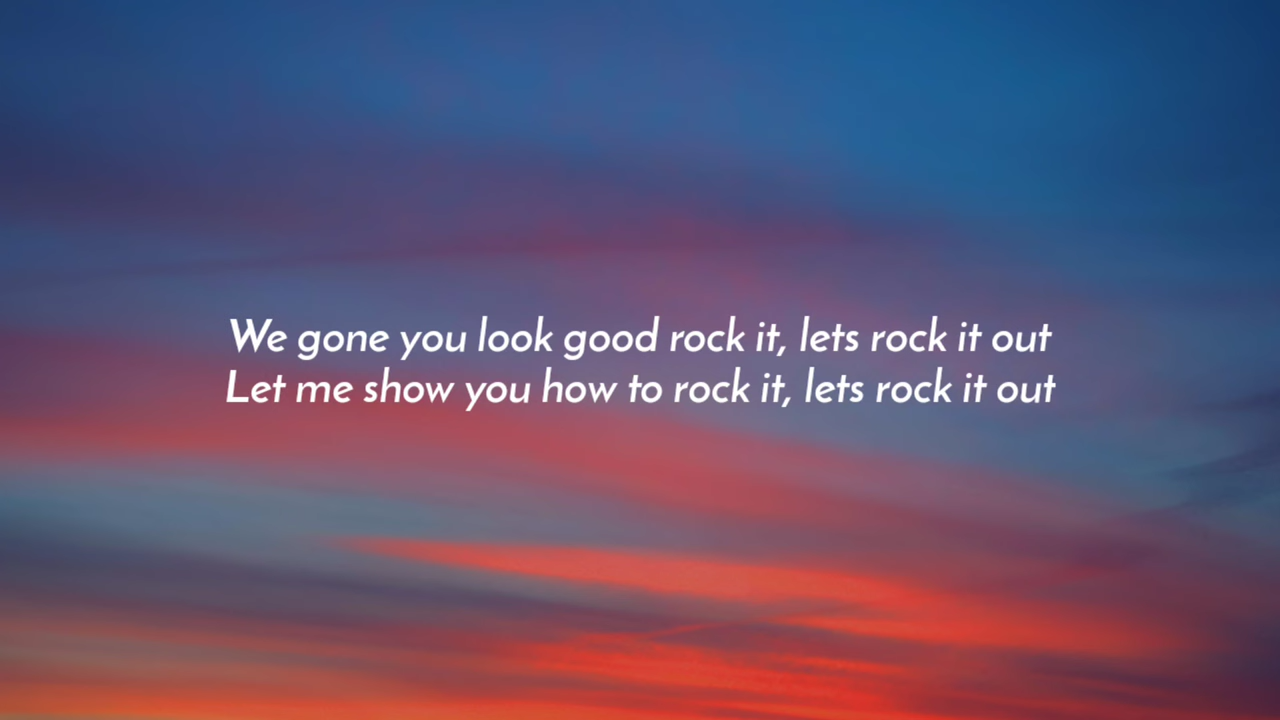 We gone you look good rock it, lets rock it out
Let me show you how to rock it, lets rock it out